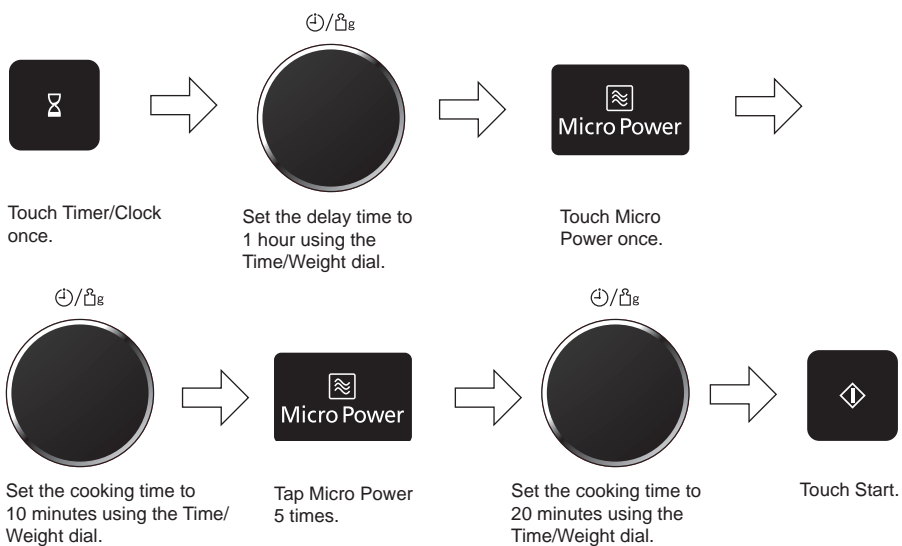 / g
Micro Power
Touch Timer/Clock
once.
Set the delay time to
1 hour using the
Time/Weight dial.
Touch Micro
Power once.
/ g
Micro Power
/ g
Set the cooking time to
10 minutes using the Time/
Weight dial.
Tap Micro Power
5 times.
Set the cooking time to
20 minutes using the
Time/Weight dial.
Touch Start.